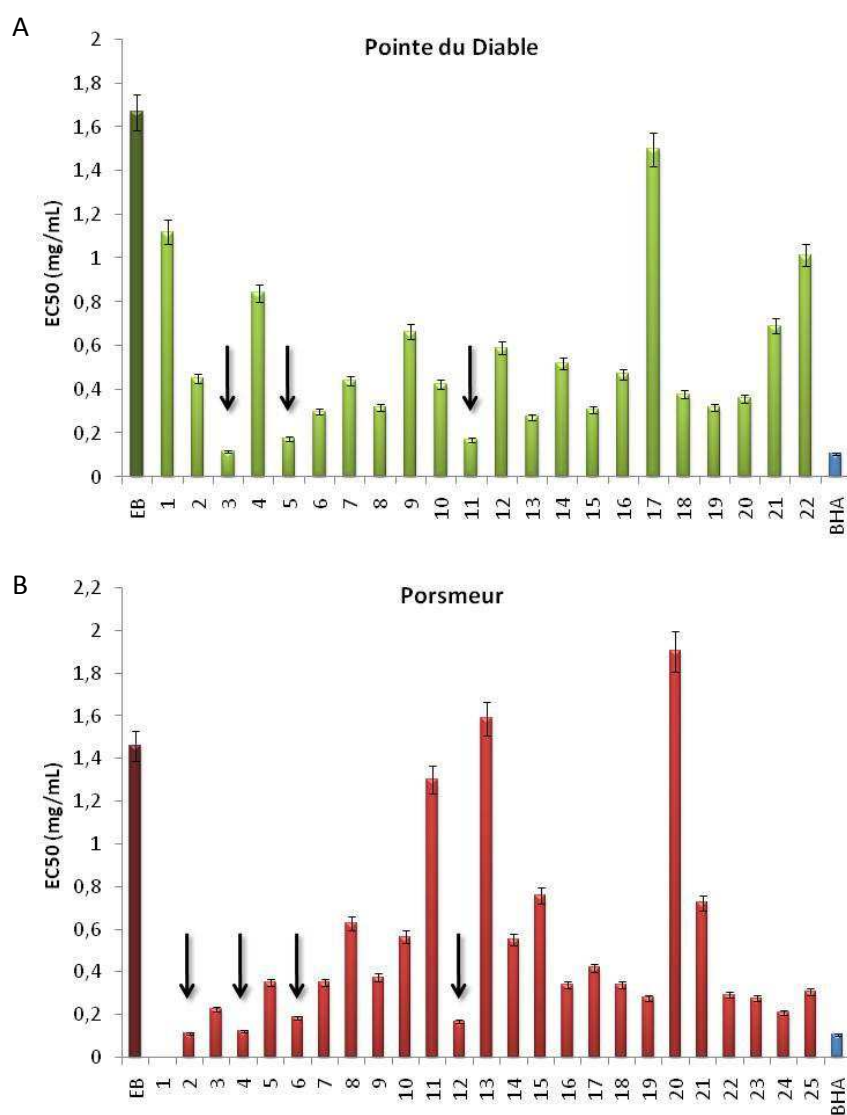 A
Pointe du Diable
EC50 (mg/mL)
2
1,8
1,6
1,4
1,2
1
0,8
0,6
0,4
0,2
0
EB 1 2 3 4 5 6 7 8 9 10 11 12 13 14 15 16 17 18 19 20 21 22 BHA
B
Porsmeur
EC50 (mg/mL)
2,2
2
1,8
1,6
1,4
1,2
1
0,8
0,6
0,4
0,2
0
EB 1 2 3 4 5 6 7 8 9 10 11 12 13 14 15 16 17 18 19 20 21 22 23 24 25 BHA